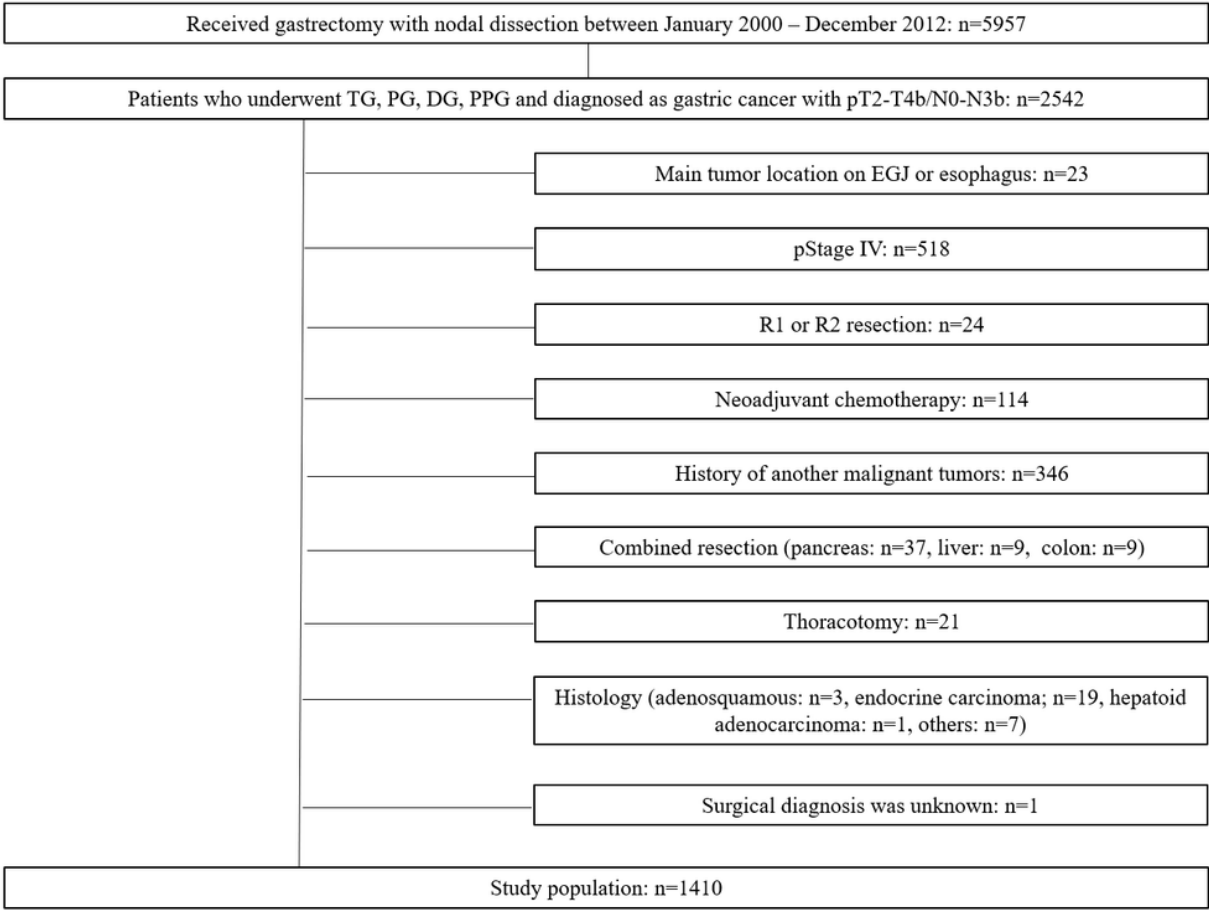 Received gastrectomy with nodal dissection between January 2000 – December 2012: n=5957
Patients who underwent TG, PG, DG, PPG and diagnosed as gastric cancer with pT2-T4b/N0-N3b: n=2542
Main tumor location on EGJ or esophagus: n=23
pStage IV: n=518
R1 or R2 resection: n=24
Neoadjuvant chemotherapy: n=114
History of another malignant tumors: n=346
Combined resection (pancreas: n=37, liver: n=9, colon: n=9)
Thoracotomy: n=21
Histology (adenosquamous: n=3, endocrine carcinoma; n=19, hepatoid
adenocarcinoma: n=1, others: n=7)
Surgical diagnosis was unknown: n=1
Study population: n=1410